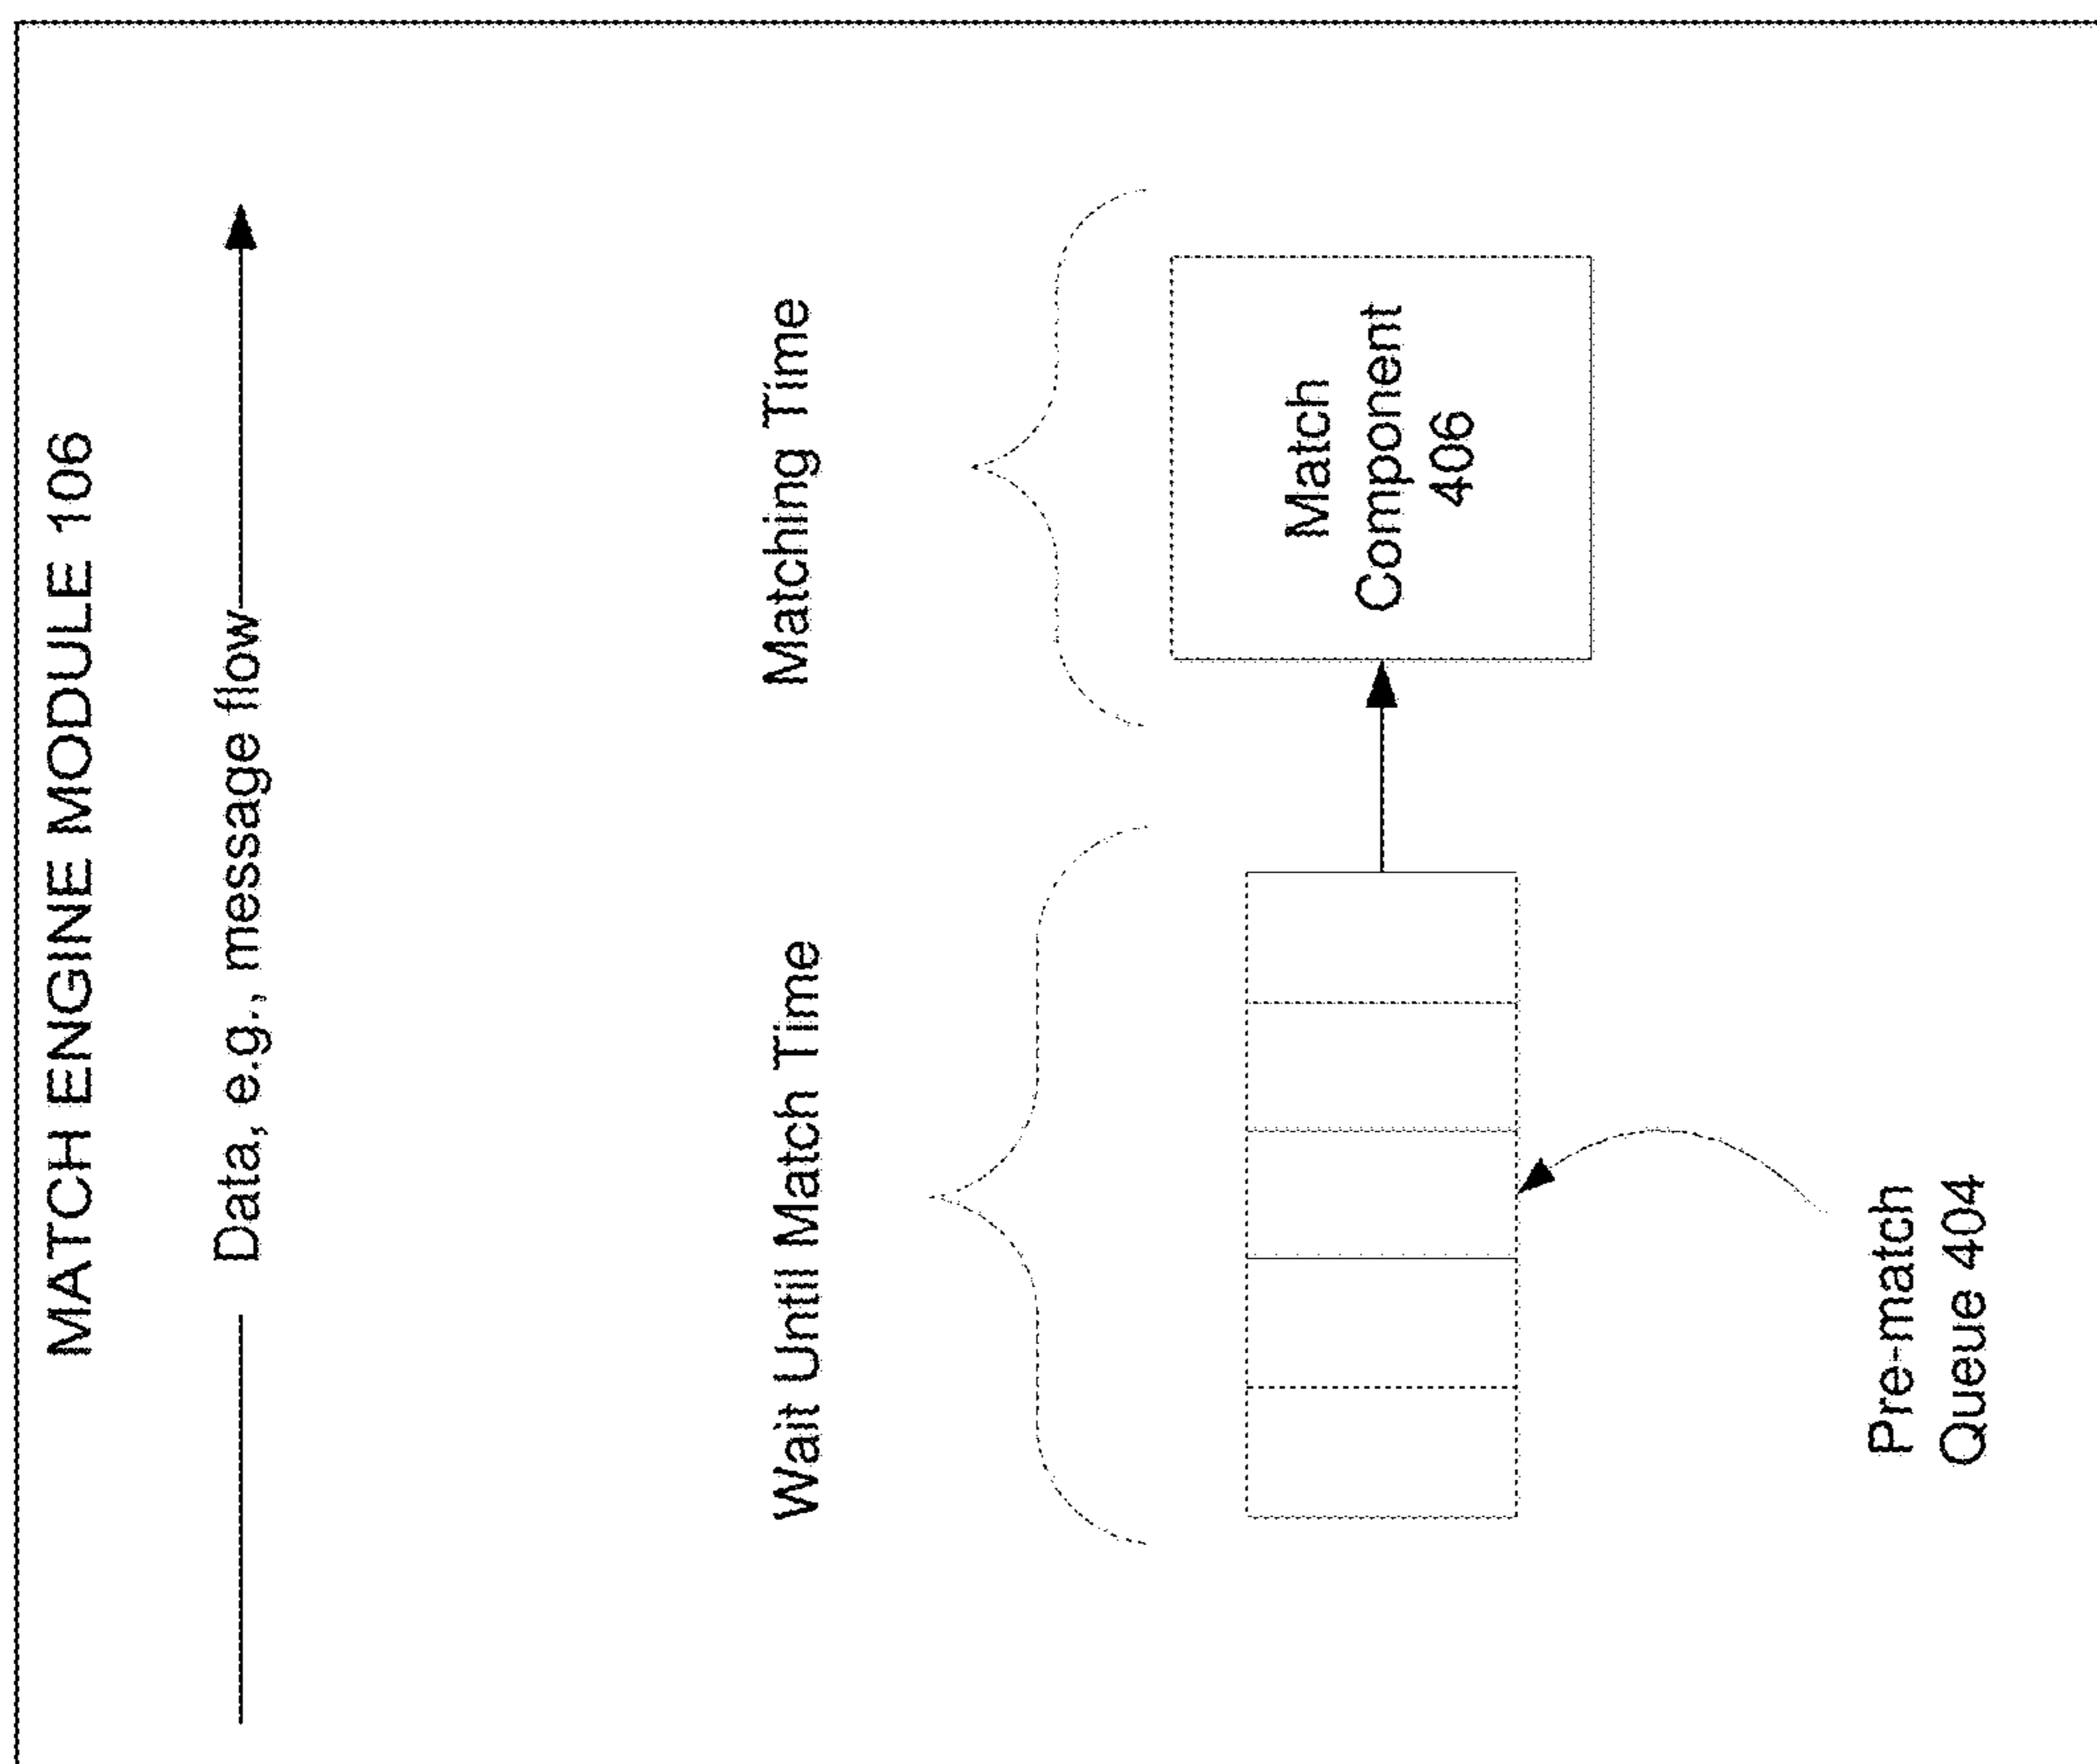 MATCH ENGINE MODULE 106
Data, e.g., message flow
Wait Until Match Time
Matching Time
Match
Component
406
Pre-match
Queue 404